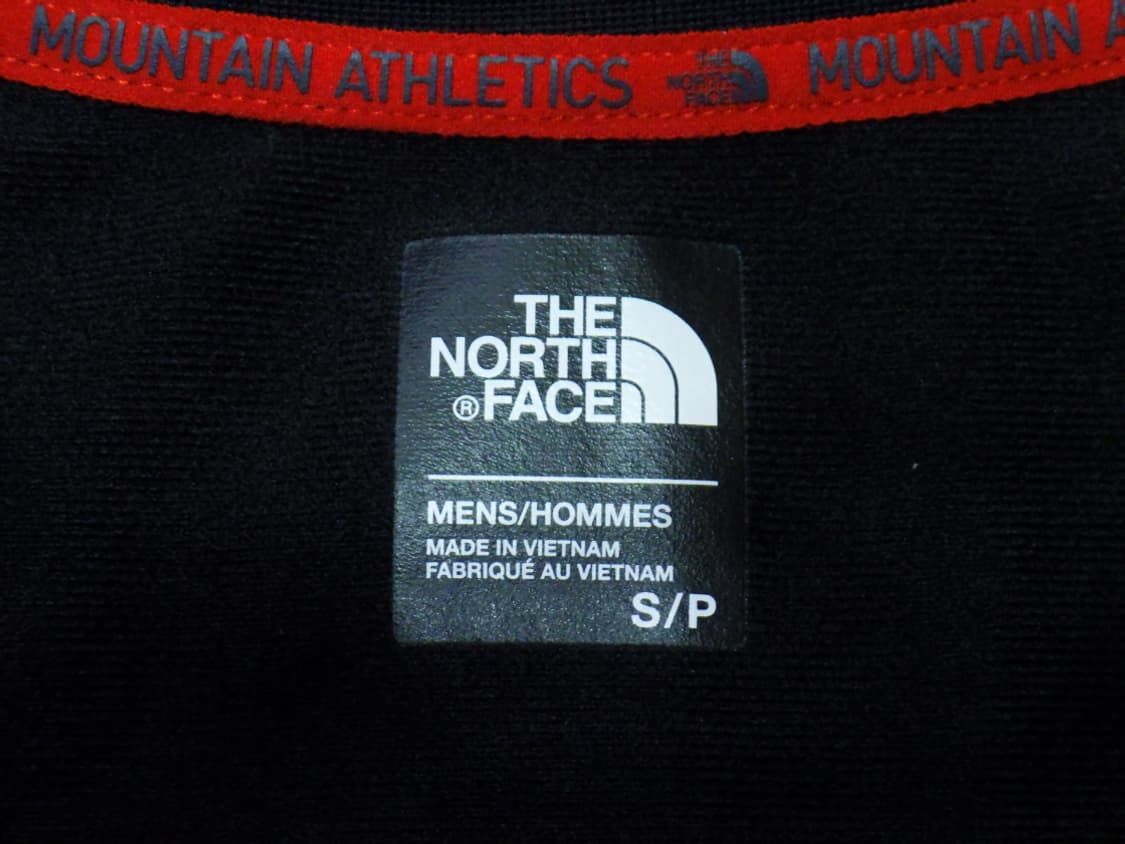 MOUNTAIN ATHLETICS THE NORTH FACE MOUNTAIN A
THE
NORTH
®FACE
MENS/HOMMES
MADE IN VIETNAM
FABRIQUÉ AU VIETNAM
S/P